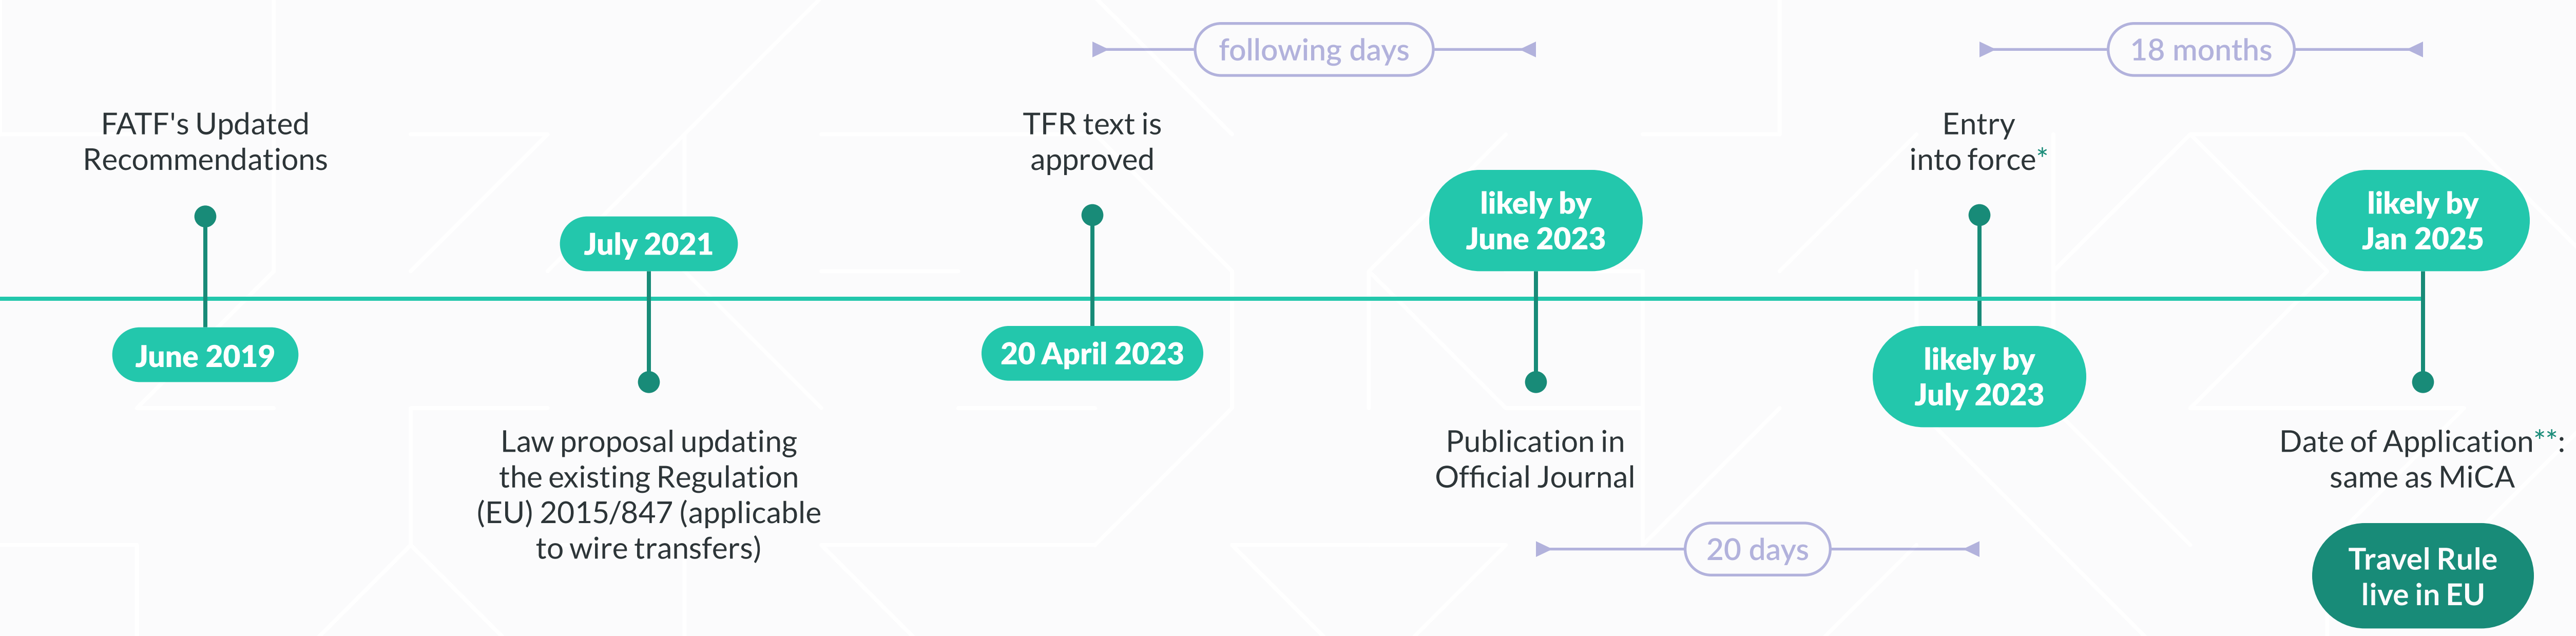 following days
18 months
FATF's Updated
Recommendations
June 2019
July 2021
Law proposal updating
the existing Regulation
(EU) 2015/847 (applicable
to wire transfers)
TFR text is
approved
20 April 2023
likely by
June 2023
Publication in
Official Journal
20 days
Entry
into force*
likely by
July 2023
likely by
Jan 2025
Date of Application**:
same as MiCA
Travel Rule
live in EU